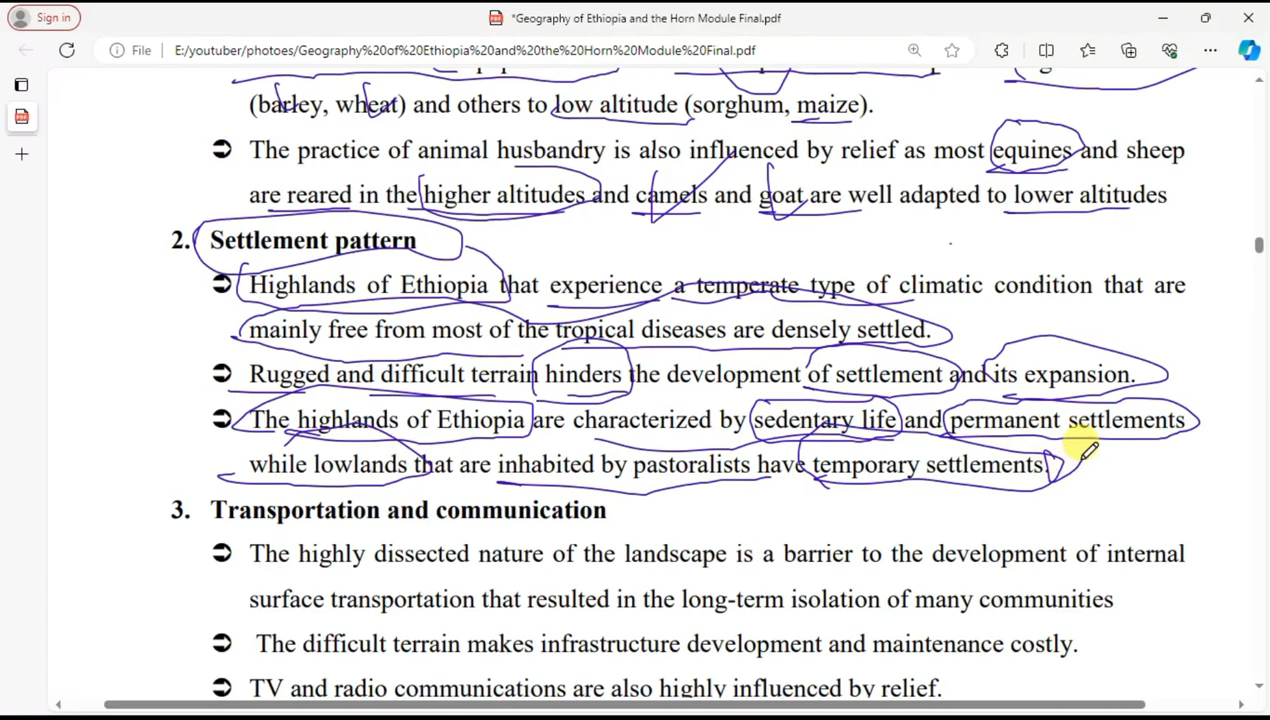 Sign in
*Geography of Ethiopia and the Horn Module Final.pdf
File
E:/youtuber/photoes/Geography%20of%20Ethiopia%20and%20the%20Horn%20Module%20Final.pdf
(barley, wheat) and others to low altitude (sorghum, maize).
➲ The practice of animal husbandry is also influenced by relief as most equines and sheep
are reared in the higher altitudes and camels and goat are well adapted to lower altitudes
2. Settlement pattern
➲ Highlands of Ethiopia that experience a temperate type of climatic condition that are
mainly free from most of the tropical diseases are densely settled.
➲ Rugged and difficult terrain hinders the development of settlement and its expansion.
➲ The highlands of Ethiopia are characterized by sedentary life and permanent settlements
while lowlands that are inhabited by pastoralists have temporary settlements.
3. Transportation and communication
➲ The highly dissected nature of the landscape is a barrier to the development of internal
surface transportation that resulted in the long-term isolation of many communities
➲ The difficult terrain makes infrastructure development and maintenance costly.
➲ TV and radio communications are also highly influenced by relief.